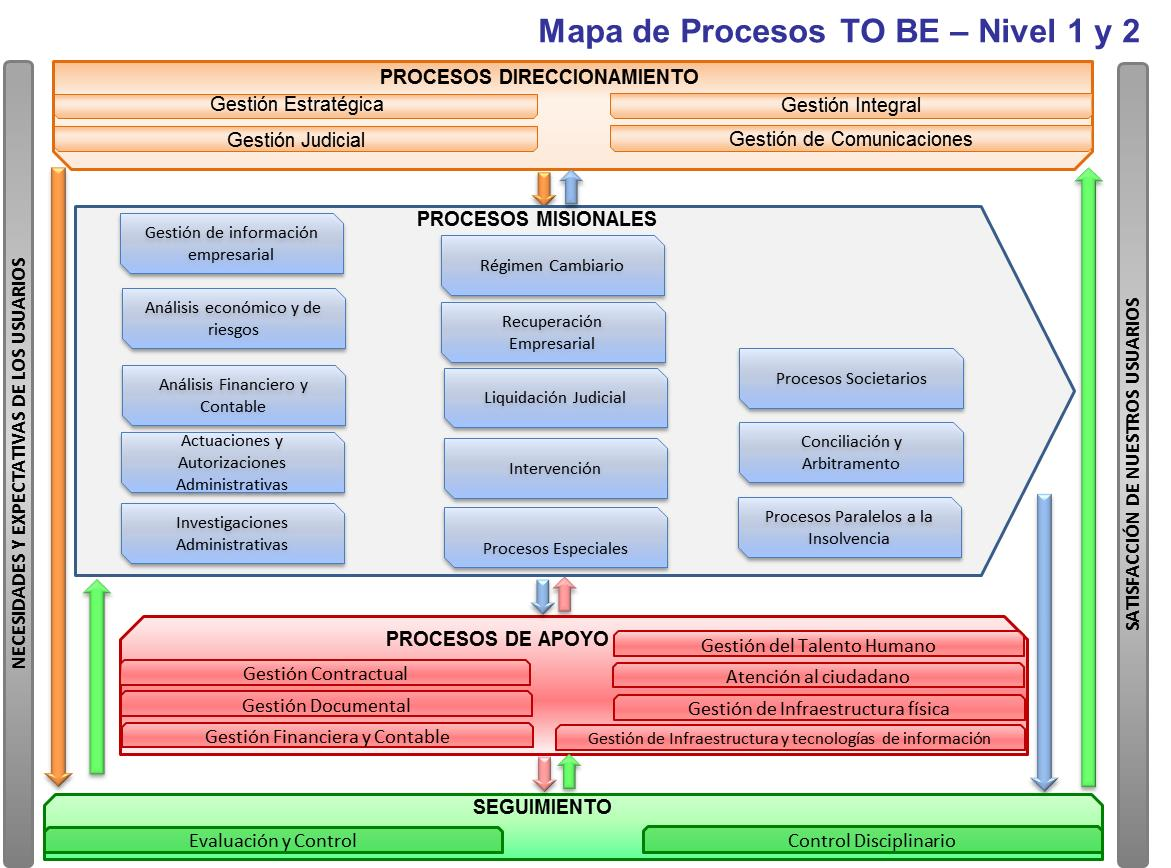 Mapa de Procesos TO BE – Nivel 1 y 2
NECESIDADES Y EXPECTATIVAS DE LOS USUARIOS
PROCESOS DIRECCIONAMIENTO
Gestión Estratégica
Gestión Integral
Gestión Judicial
Gestión de Comunicaciones
PROCESOS MISIONALES
Gestión de información
empresarial
Análisis económico y de
riesgos
Análisis Financiero y
Contable
Actuaciones y
Autorizaciones
Administrativas
Investigaciones
Administrativas
Régimen Cambiario
Recuperación
Empresarial
Liquidación Judicial
Intervención
Procesos Especiales
Procesos Societarios
Conciliación y
Arbitramento
Procesos Paralelos a la
Insolvencia
PROCESOS DE APOYO
Gestión Contractual
Gestión Documental
Gestión Financiera y Contable
Gestión del Talento Humano
Atención al ciudadano
Gestión de Infraestructura física
Gestión de Infraestructura y tecnologías de información
SEGUIMIENTO
Evaluación y Control
Control Disciplinario
SATISFACCIÓN DE NUESTROS USUARIOS